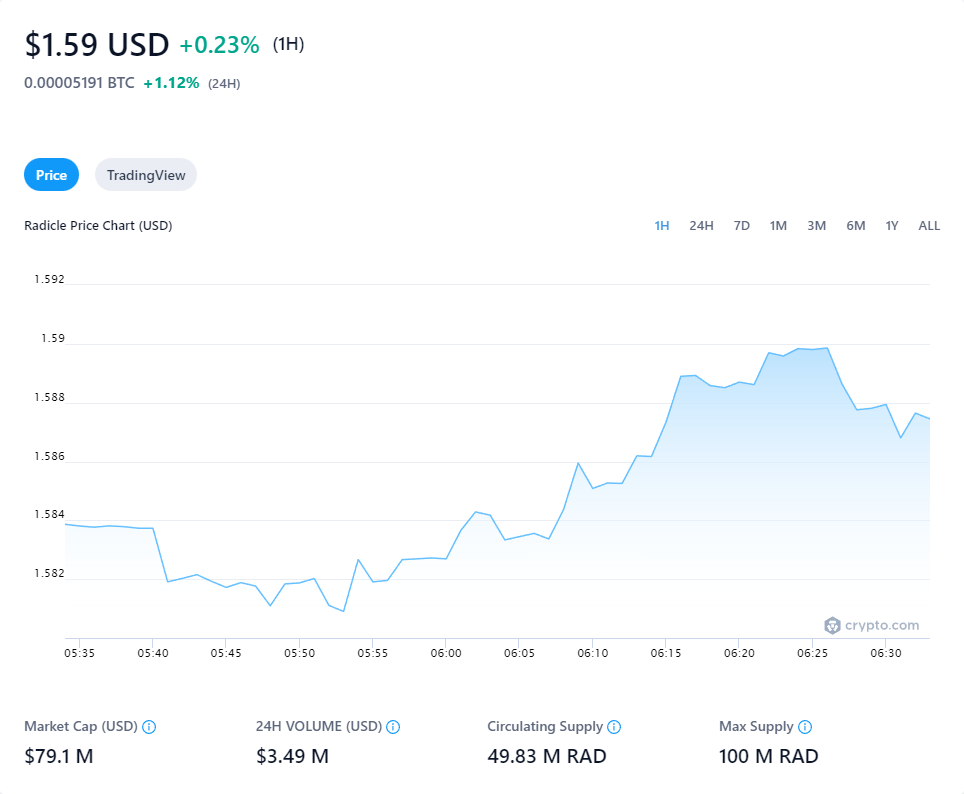 $1.59 USD +0.23% (1H)
0.00005191 BTC +1.12% (24H)
Price TradingView
Radicle Price Chart (USD) 1H 24H 7D 1M 3M 6M 1Y ALL
1.592
1.59
1.588
1.586
1.584
1.582
crypto.com
05:35 05:40 05:45 05:50 05:55 06:00 06:05 06:10 06:15 06:20 06:25 06:30
Market Cap (USD) 24H VOLUME (USD) Circulating Supply Max Supply
$79.1 M $3.49 M 49.83 M RAD 100 M RAD